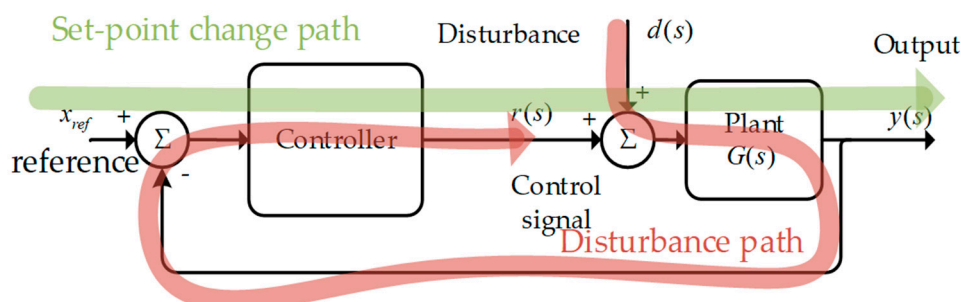 Set-point change path
Disturbance
d(s)
Output
x_ref
+
Σ
-
reference
Controller
r(s)
+
+
Σ
Control
signal
Plant
G(s)
y(s)
Disturbance path